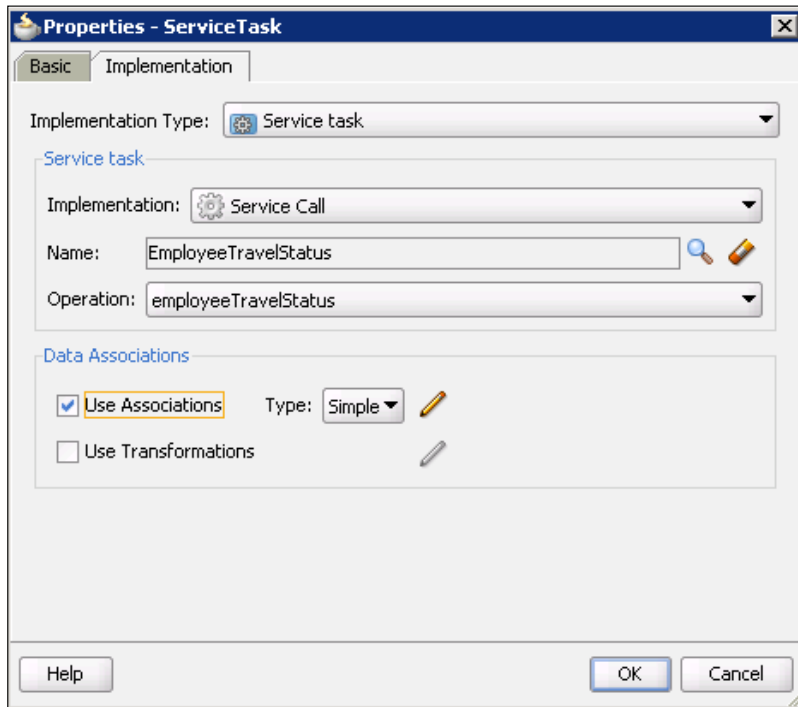 Properties - ServiceTask
Basic Implementation
Implementation Type: Service task
Service task
Implementation: Service Call
Name: EmployeeTravelStatus
Operation: employeeTravelStatus
Data Associations
Use Associations Type: Simple
Use Transformations
Help OK Cancel